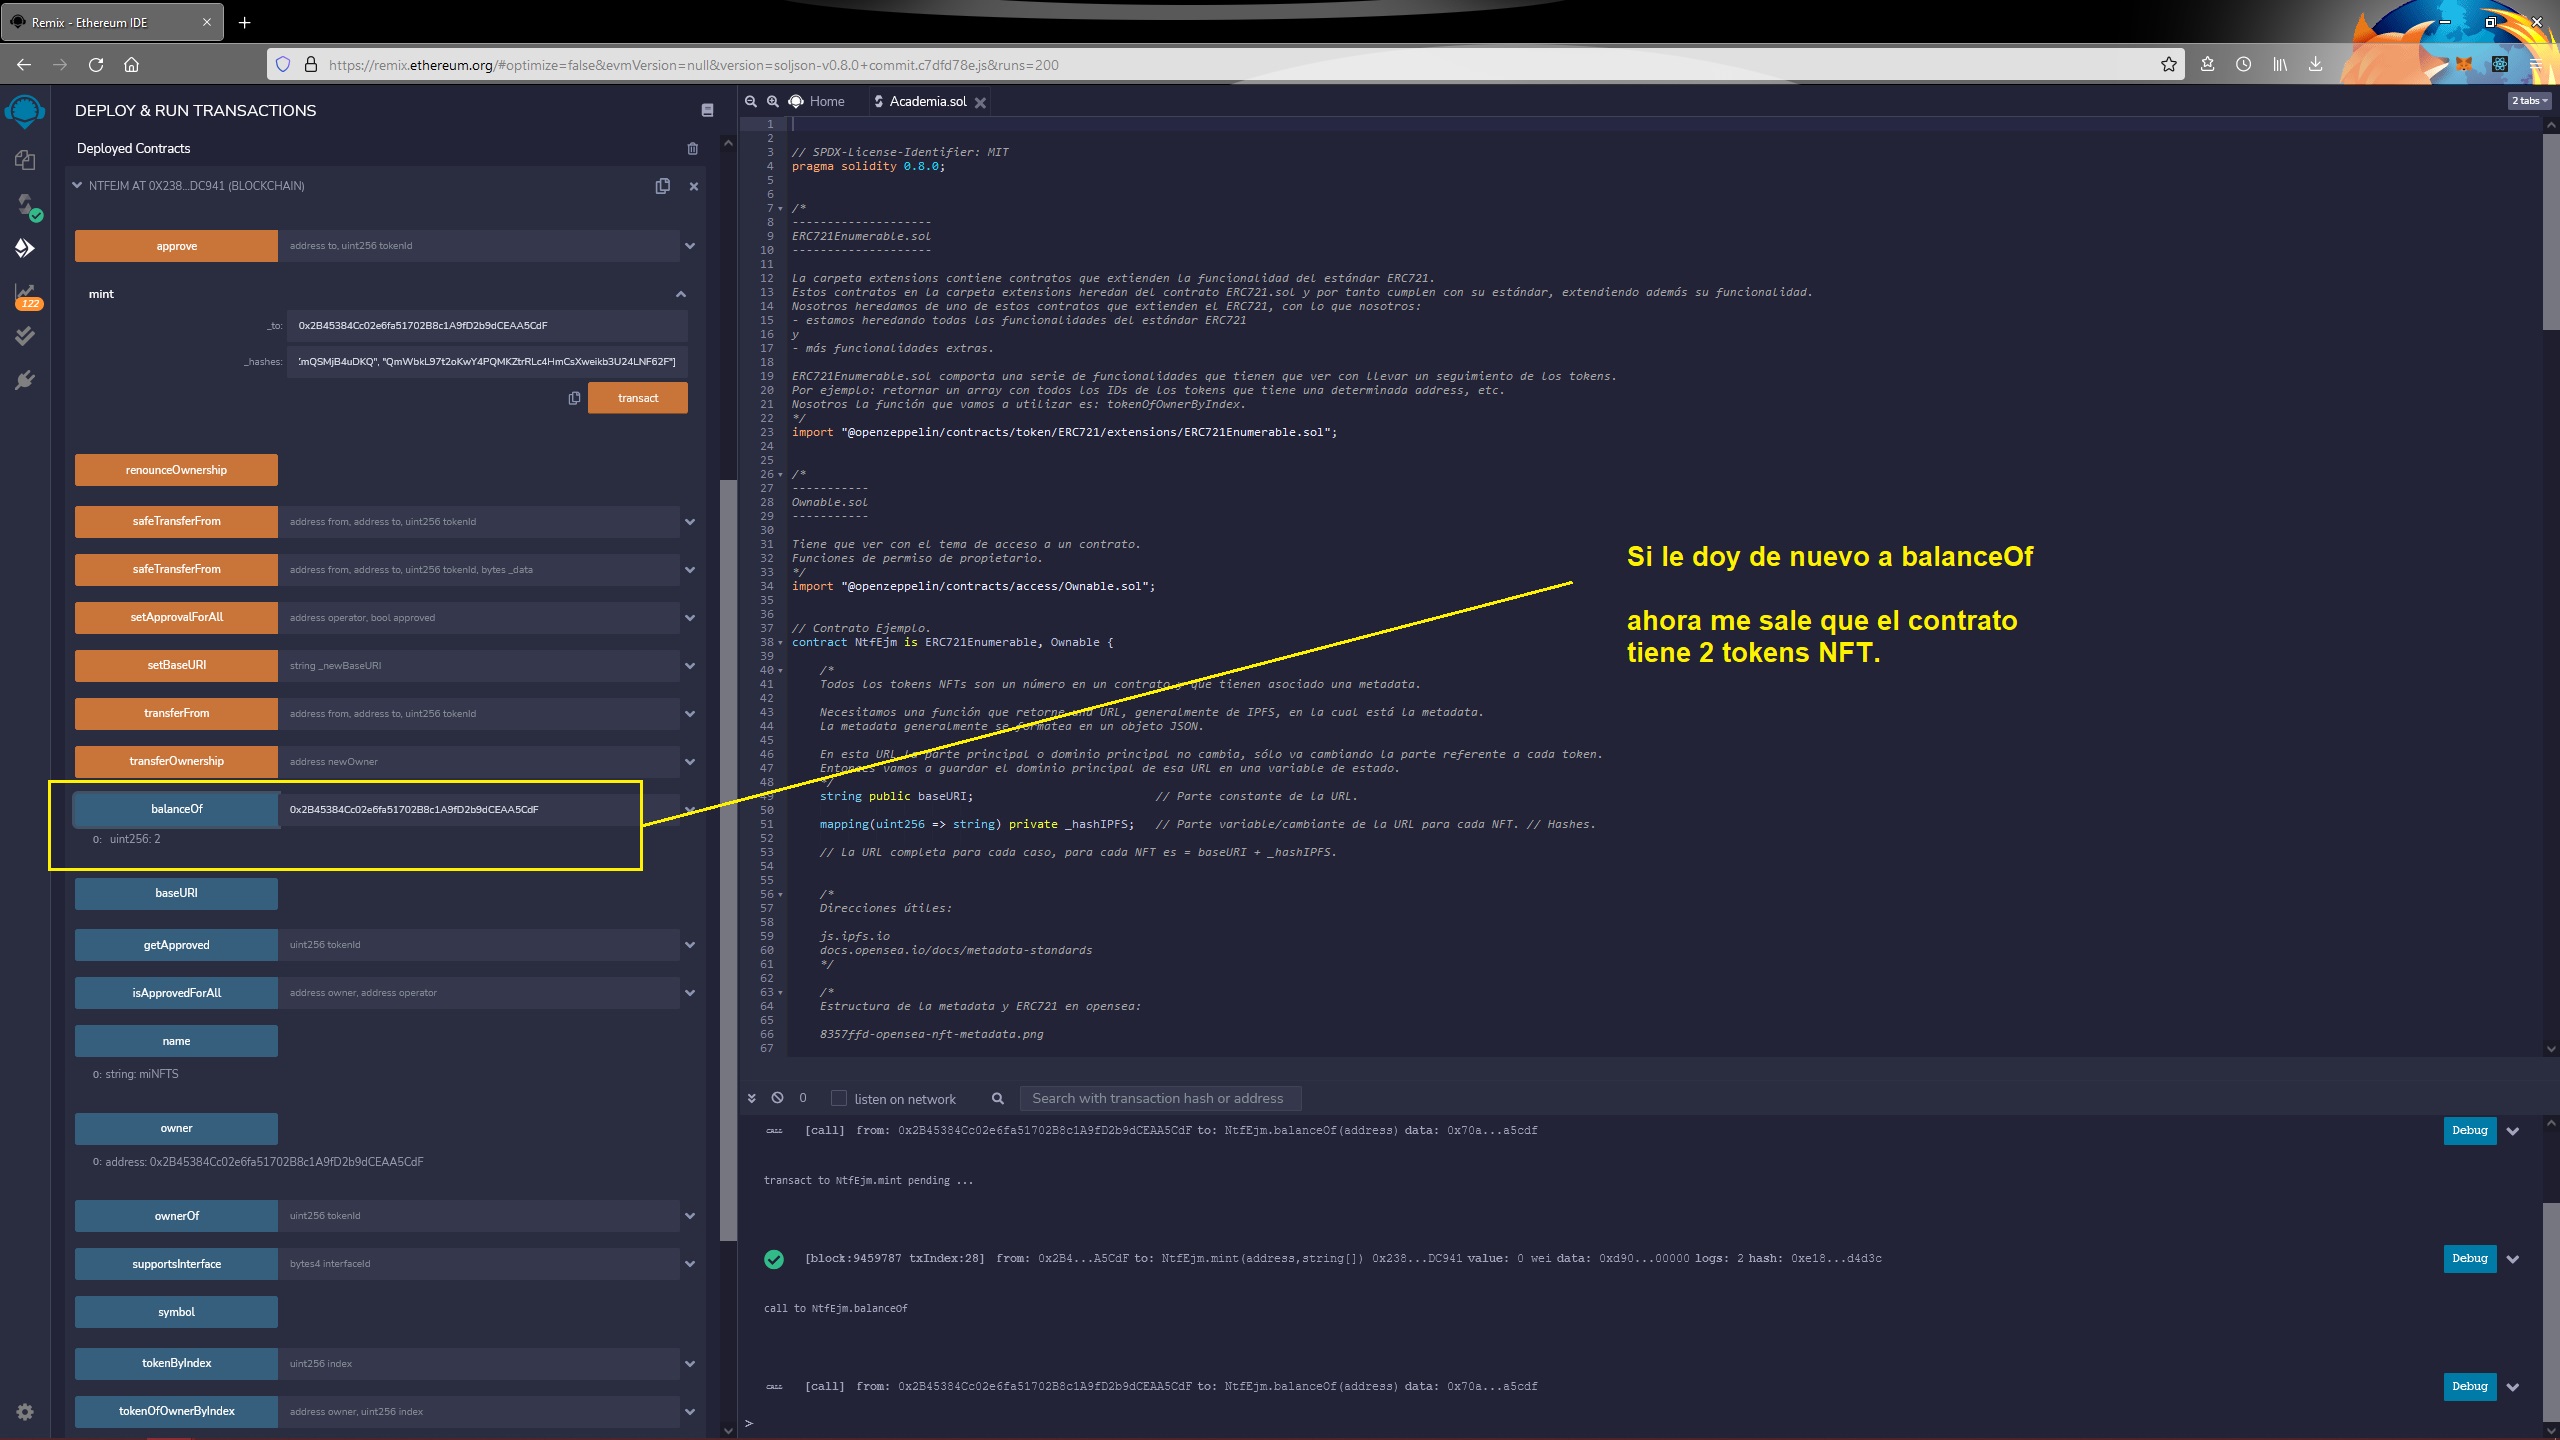 Remix - Ethereum IDE
https://remix.ethereum.org/#optimize=false&evmVersion=null&version=soljson-v0.8.0+commit.c7dfd78e.js&runs=200
DEPLOY & RUN TRANSACTIONS
Deployed Contracts
NTFEJM AT 0X238...DC941 (BLOCKCHAIN)
122
approve address to, uint256 tokenId
mint
_to: 0x2B45384Cc02e6fa51702B8c1A9fD2b9dCEAA5CdF
_hashes: :mQSMjB4uDKQ", "QmWbkL97t2oKwY4PQMKZtrRLc4HmCsXweikb3U24LNF62F"]
transact
renounceOwnership
safeTransferFrom address from, address to, uint256 tokenId
safeTransferFrom address from, address to, uint256 tokenId, bytes _data
setApprovalForAll address operator, bool approved
setBaseURI string _newBaseURI
transferFrom address from, address to, uint256 tokenId
transferOwnership address newOwner
balanceOf 0x2B45384Cc02e6fa51702B8c1A9fD2b9dCEAA5CdF
0: uint256: 2
baseURI
getApproved uint256 tokenId
isApprovedForAll address owner, address operator
name
0: string: miNFTS
owner
0: address: 0x2B45384Cc02e6fa51702B8c1A9fD2b9dCEAA5CdF
ownerOf uint256 tokenId
supportsInterface bytes4 interfaceId
symbol
tokenByIndex uint256 index
tokenOfOwnerByIndex address owner, uint256 index
Home Academia.sol 2 tabs
1
2
3 // SPDX-License-Identifier: MIT
4 pragma solidity 0.8.0;
5
6
7 /*
8 --------------------
9 ERC721Enumerable.sol
10 --------------------
11
12 La carpeta extensions contiene contratos que extienden la funcionalidad del estándar ERC721.
13 Estos contratos en la carpeta extensions heredan del contrato ERC721.sol y por tanto cumplen con su estándar, extendiendo además su funcionalidad.
14 Nosotros heredamos de uno de estos contratos que extienden el ERC721, con lo que nosotros:
15 - estamos heredando todas las funcionalidades del estándar ERC721
16 y
17 - más funcionalidades extras.
18
19 ERC721Enumerable.sol comporta una serie de funcionalidades que tienen que ver con llevar un seguimiento de los tokens.
20 Por ejemplo: retornar un array con todos los IDs de los tokens que tiene una determinada address, etc.
21 Nosotros la función que vamos a utilizar es: tokenOfOwnerByIndex.
22 */
23 import "@openzeppelin/contracts/token/ERC721/extensions/ERC721Enumerable.sol";
24
25
26 /*
27 -----------
28 Ownable.sol
29 -----------
30
31 Tiene que ver con el tema de acceso a un contrato.
32 Funciones de permiso de propietario.
33 */
34 import "@openzeppelin/contracts/access/Ownable.sol";
35
36
37 // Contrato Ejemplo.
38 contract NtfEjm is ERC721Enumerable, Ownable {
39
40 /*
41 Todos los tokens NFTs son un número en un contrato y que tienen asociado una metadata.
42
43 Necesitamos una función que retorne una URL, generalmente de IPFS, en la cual está la metadata.
44 La metadata generalmente se formatea en un objeto JSON.
45
46 En esta URL la parte principal o dominio principal no cambia, sólo va cambiando la parte referente a cada token.
47 Entonces vamos a guardar el dominio principal de esa URL en una variable de estado.
48 */
49 string public baseURI; // Parte constante de la URL.
50
51 mapping(uint256 => string) private _hashIPFS; // Parte variable/cambiante de la URL para cada NFT. // Hashes.
52
53 // La URL completa para cada caso, para cada NFT es = baseURI + _hashIPFS.
54
55
56 /*
57 Direcciones útiles:
58
59 js.ipfs.io
60 docs.opensea.io/docs/metadata-standards
61 */
62
63 /*
64 Estructura de la metadata y ERC721 en opensea:
65
66 8357ffd-opensea-nft-metadata.png
67
Si le doy de nuevo a balanceOf
ahora me sale que el contrato
tiene 2 tokens NFT.
0 listen on network Search with transaction hash or address
CALL [call] from: 0x2B45384Cc02e6fa51702B8c1A9fD2b9dCEAA5CdF to: NtfEjm.balanceOf(address) data: 0x70a...a5cdf Debug
transact to NtfEjm.mint pending ...
[block:9459787 txIndex:28] from: 0x2B4...A5CdF to: NtfEjm.mint(address,string[]) 0x238...DC941 value: 0 wei data: 0xd90...00000 logs: 2 hash: 0xe18...d4d3c Debug
call to NtfEjm.balanceOf
CALL [call] from: 0x2B45384Cc02e6fa51702B8c1A9fD2b9dCEAA5CdF to: NtfEjm.balanceOf(address) data: 0x70a...a5cdf Debug
>